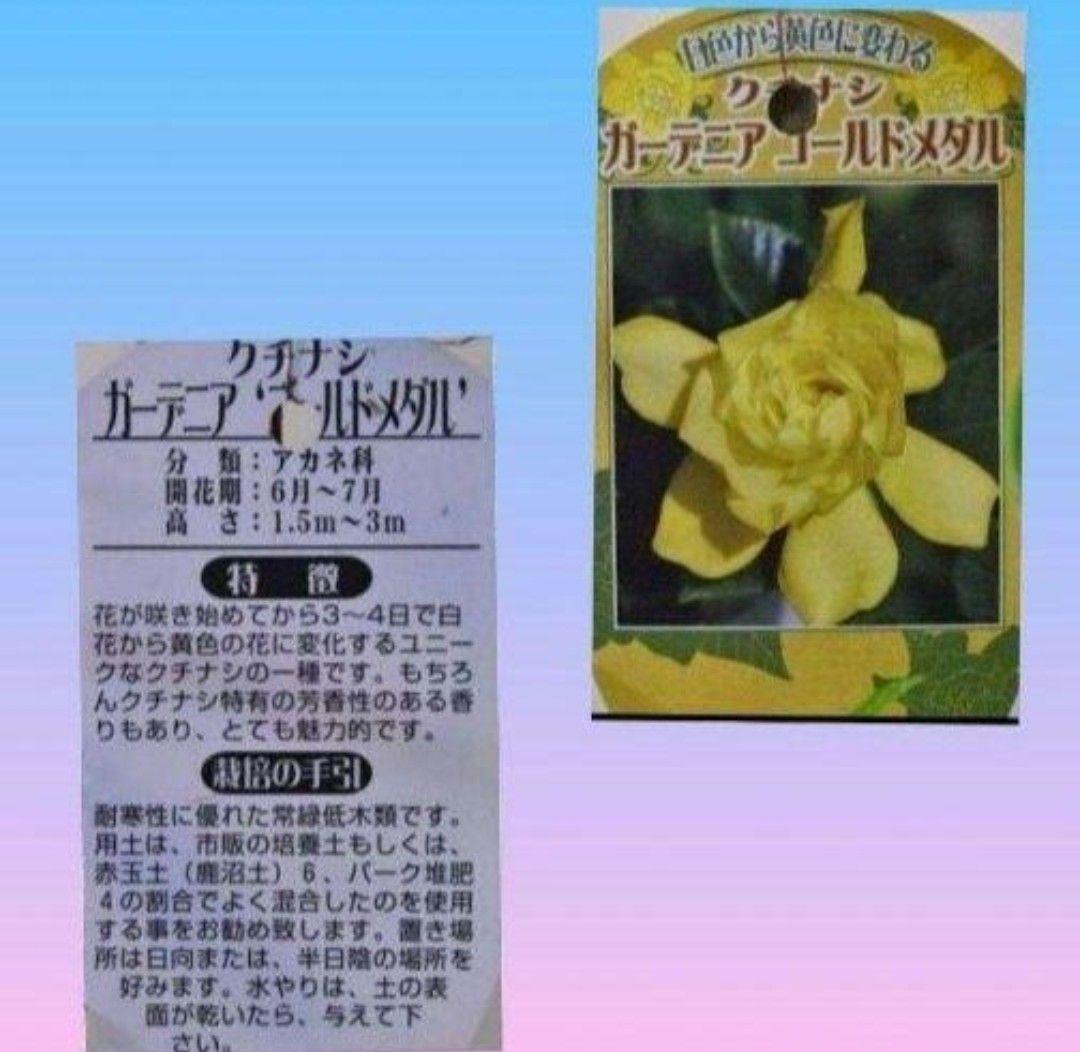 白色から黄色に変わる
クチナシ
ガーデニア ゴールドメダル
クチナシ
ガーデニア ‘ゴールドメダル’
分　類：アカネ科
開花期：6月～7月
高　さ：1.5m～3m
特　徴
花が咲き始めてから3～4日で白
花から黄色の花に変化するユニー
クなクチナシの一種です。もちろ
んクチナシ特有の芳香性のある香
りもあり、とても魅力的です。
栽培の手引
耐寒性に優れた常緑低木類です。
用土は、市販の培養土もしくは、
赤玉土（鹿沼土）6、バーク堆肥
4の割合でよく混合したのを使用
する事をお勧め致します。置き場
所は日向または、半日陰の場所を
好みます。水やりは、土の表
面が乾いたら、与えて下
さい。